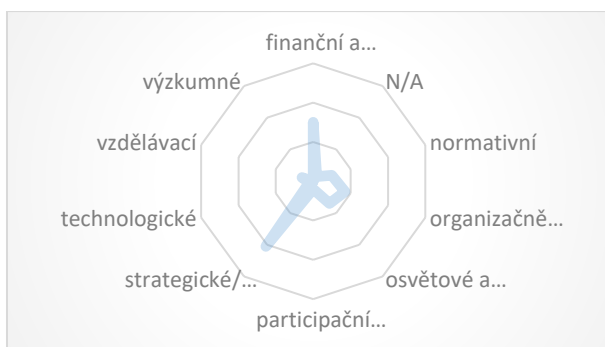 finanční a...
výzkumné
N/A
vzdělávací
normativní
technologické
organizačně...
strategické/...
osvětové a...
participační...